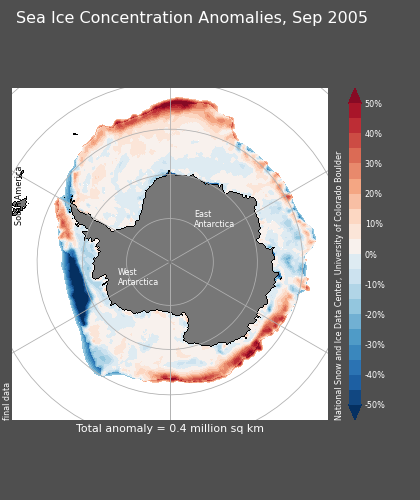 Sea Ice Concentration Anomalies, Sep 2005
South America
East
Antarctica
West
Antarctica
final data
National Snow and Ice Data Center, University of Colorado Boulder
50%
40%
30%
20%
10%
0%
-10%
-20%
-30%
-40%
-50%
Total anomaly = 0.4 million sq km